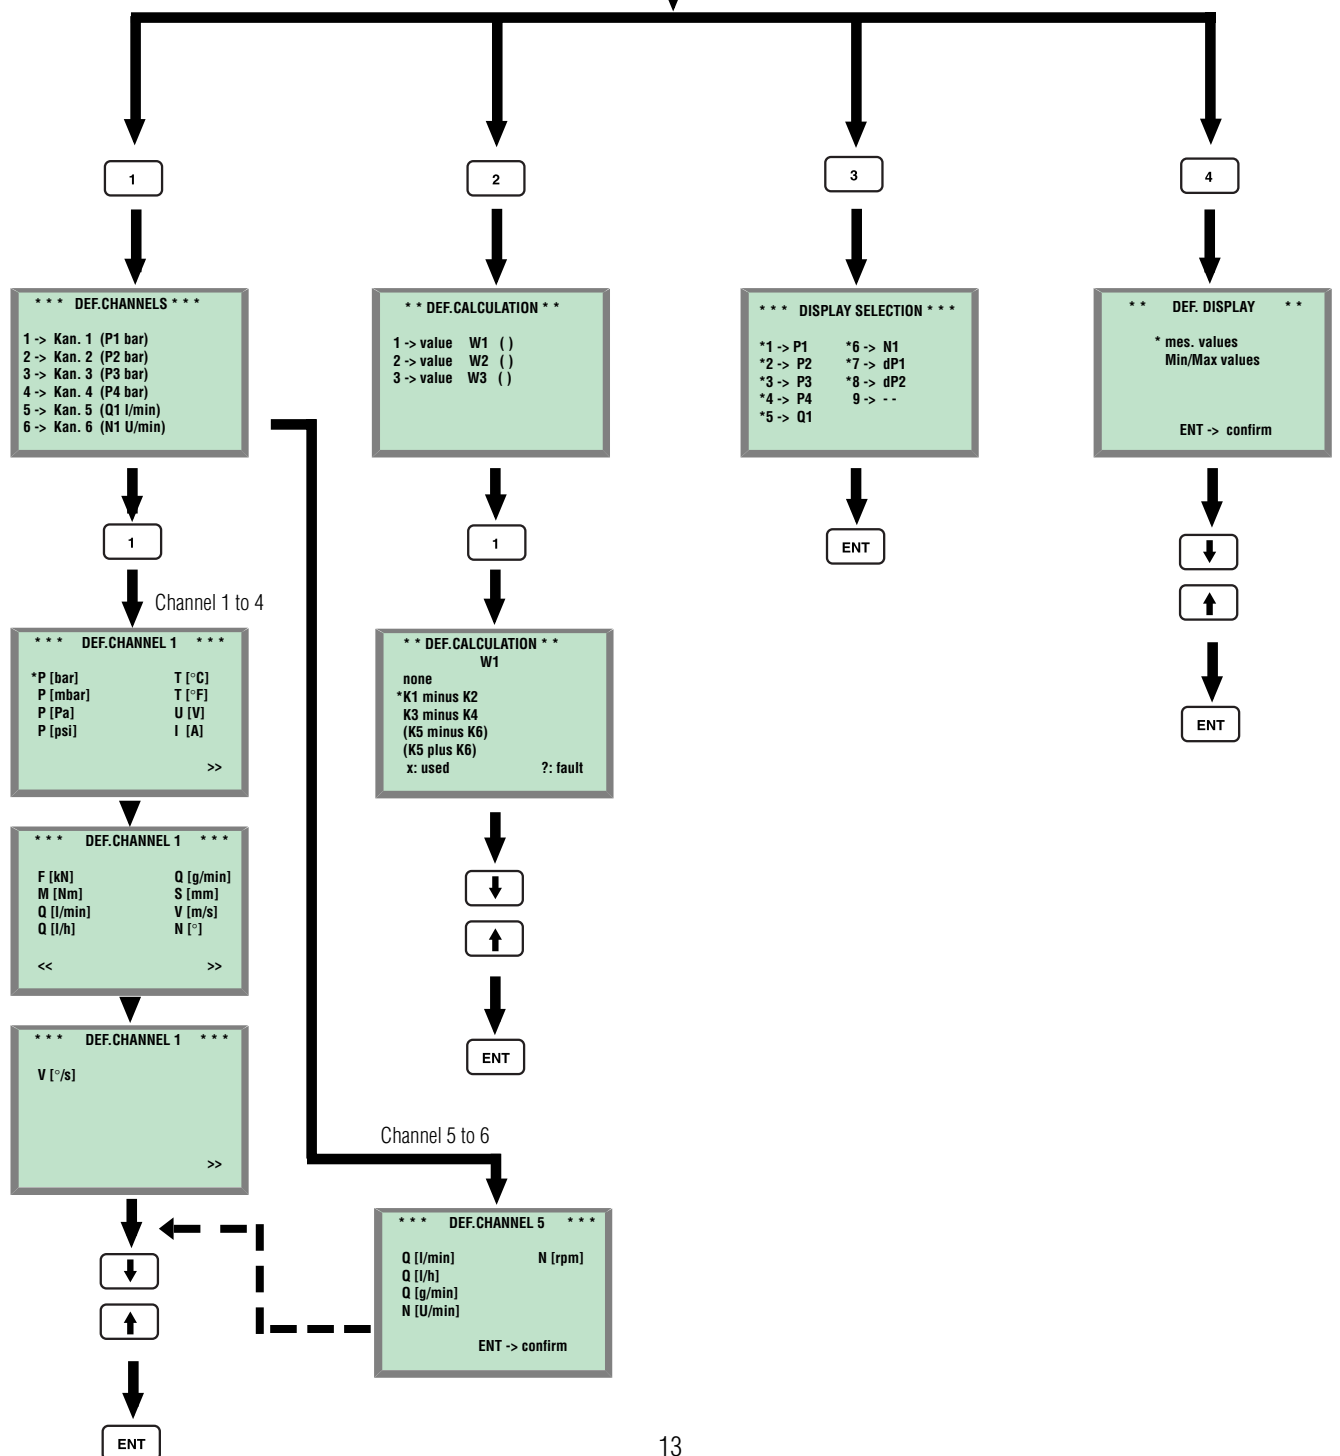 1
2
3
4
* * * DEF.CHANNELS * * *
1 -> Kan. 1 (P1 bar)
2 -> Kan. 2 (P2 bar)
3 -> Kan. 3 (P3 bar)
4 -> Kan. 4 (P4 bar)
5 -> Kan. 5 (Q1 l/min)
6 -> Kan. 6 (N1 U/min)
* * DEF.CALCULATION * *
1 -> value W1 ( )
2 -> value W2 ( )
3 -> value W3 ( )
* * * DISPLAY SELECTION * * *
*1 -> P1 *6 -> N1
*2 -> P2 *7 -> dP1
*3 -> P3 *8 -> dP2
*4 -> P4 9 -> - -
*5 -> Q1
* * DEF. DISPLAY * *
* mes. values
Min/Max values
ENT -> confirm
1
1
ENT
Channel 1 to 4
* * * DEF.CHANNEL 1 * * *
*P [bar] T [°C]
P [mbar] T [°F]
P [Pa] U [V]
P [psi] I [A]
>>
* * DEF.CALCULATION * *
W1
none
*K1 minus K2
K3 minus K4
(K5 minus K6)
(K5 plus K6)
x: used ?: fault
ENT
* * * DEF.CHANNEL 1 * * *
F [kN] Q [g/min]
M [Nm] S [mm]
Q [l/min] V [m/s]
Q [l/h] N [°]
<< >>
* * * DEF.CHANNEL 1 * * *
V [°/s]
>>
ENT
Channel 5 to 6
* * * DEF.CHANNEL 5 * * *
Q [l/min] N [rpm]
Q [l/h]
Q [g/min]
N [U/min]
ENT -> confirm
ENT
13